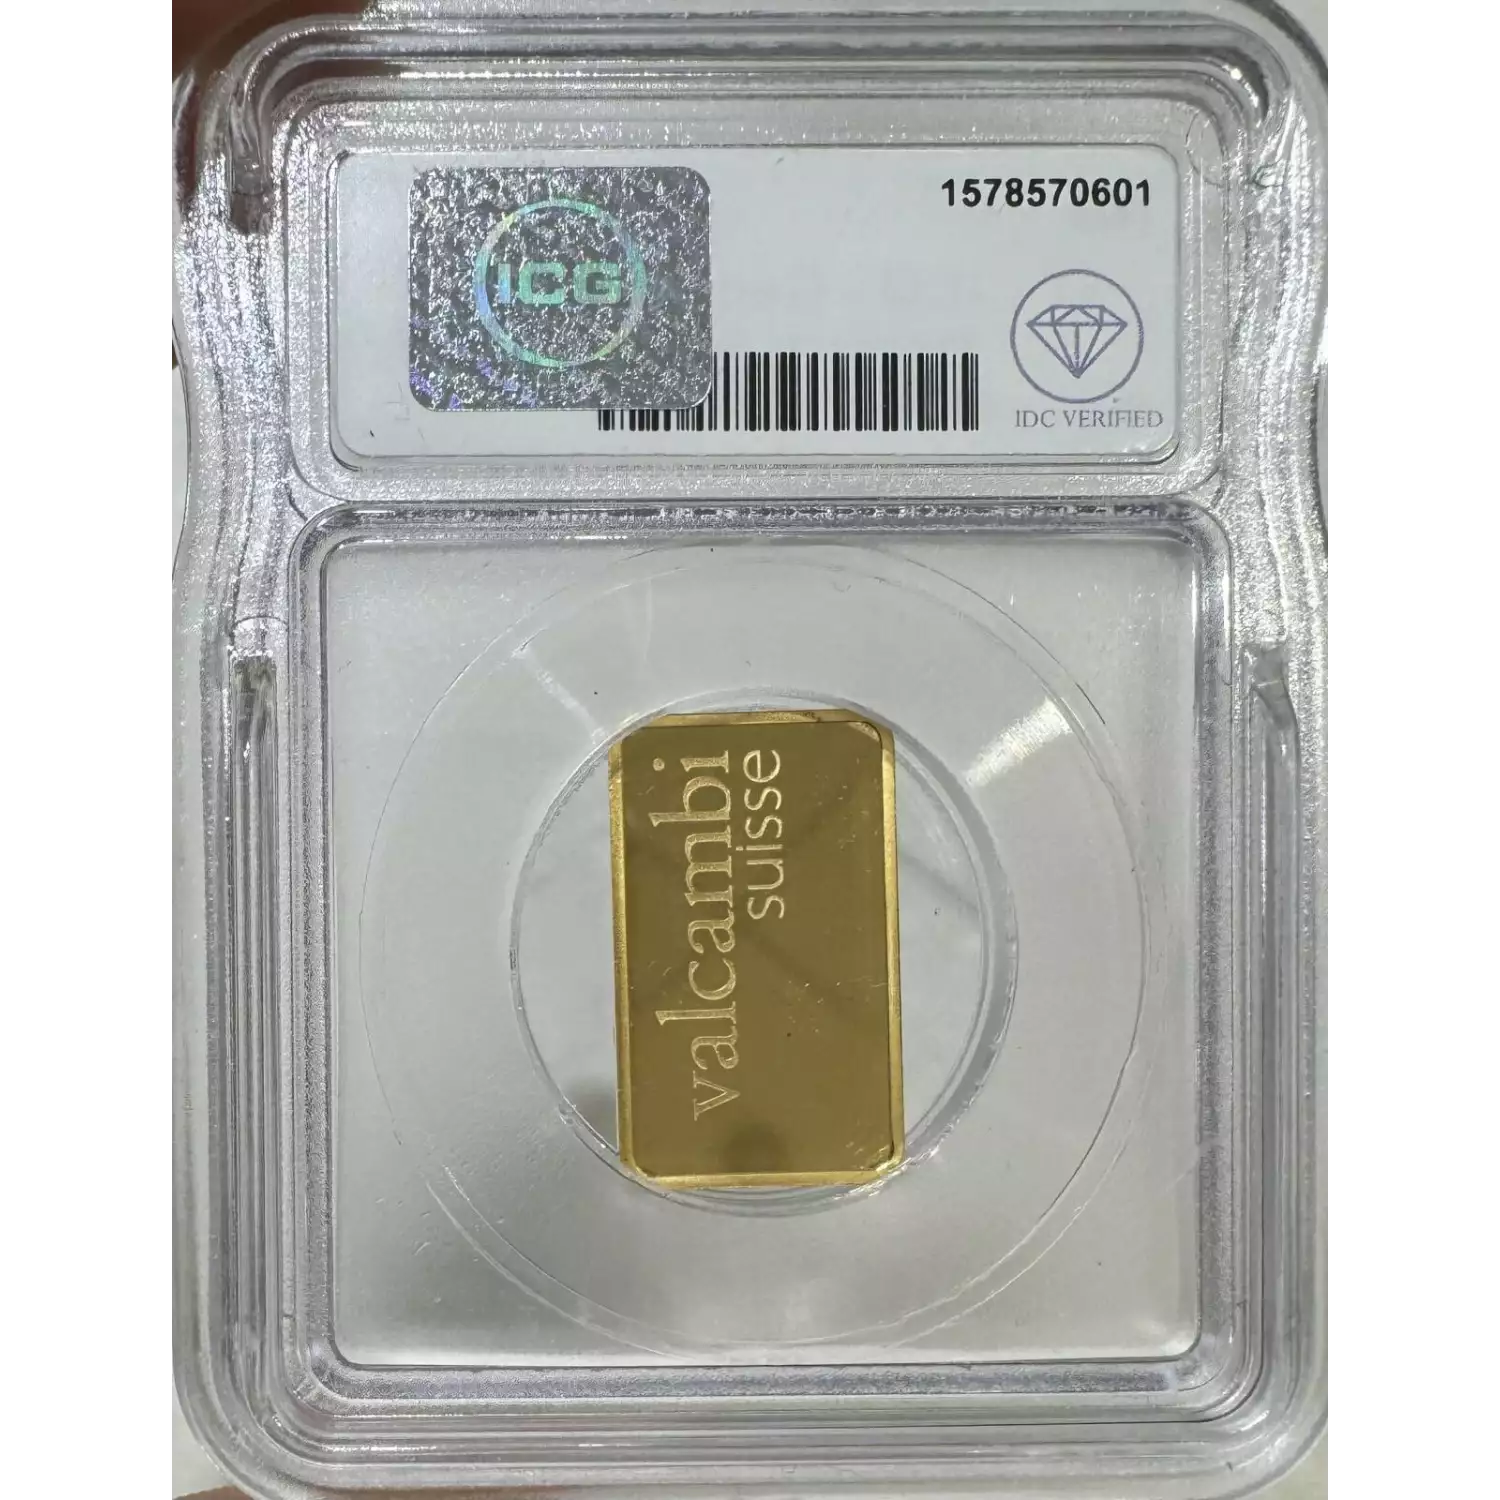 1578570601
ICG
IDC VERIFIED
valcambi
suisse